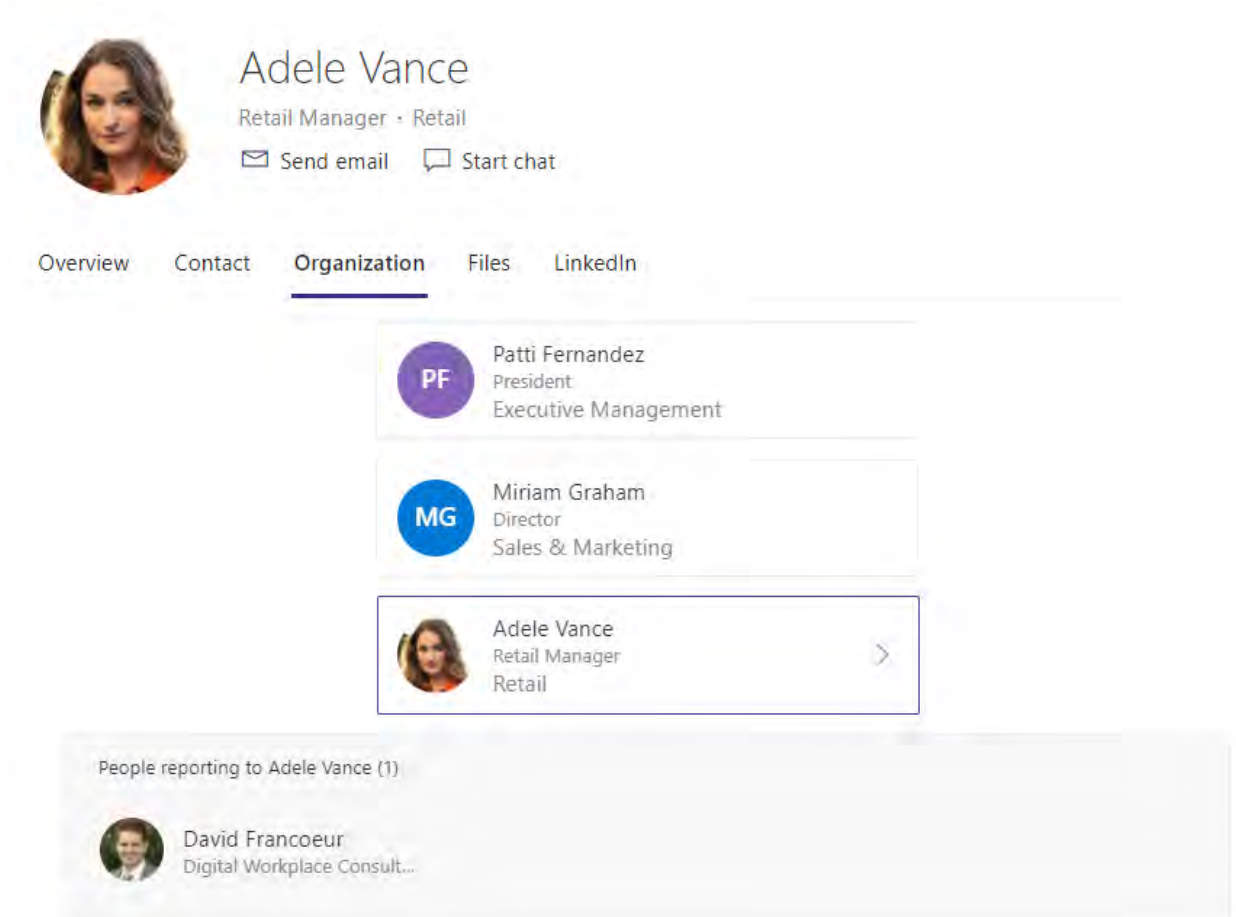 Adele Vance
Retail Manager · Retail
Send email Start chat
Overview Contact Organization Files LinkedIn
PF
Patti Fernandez
President
Executive Management
MG
Miriam Graham
Director
Sales & Marketing
Adele Vance
Retail Manager
Retail
People reporting to Adele Vance (1)
David Francoeur
Digital Workplace Consult...